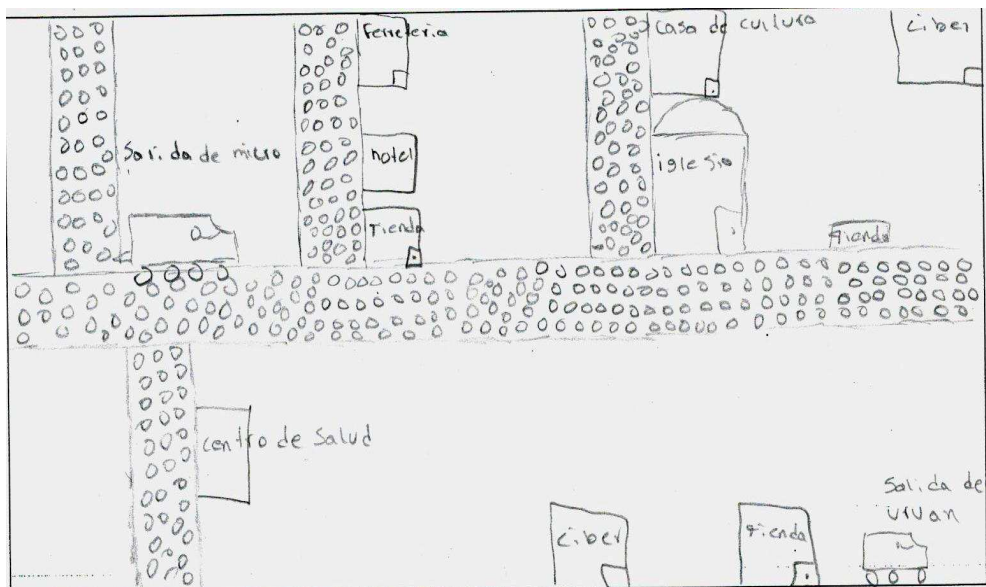 Ferreteria
Casa de cultura
ciber
Salida de micro
hotel
iglesia
Tienda
Tienda
centro de Salud
Salida de
uruan
ciber
Tienda